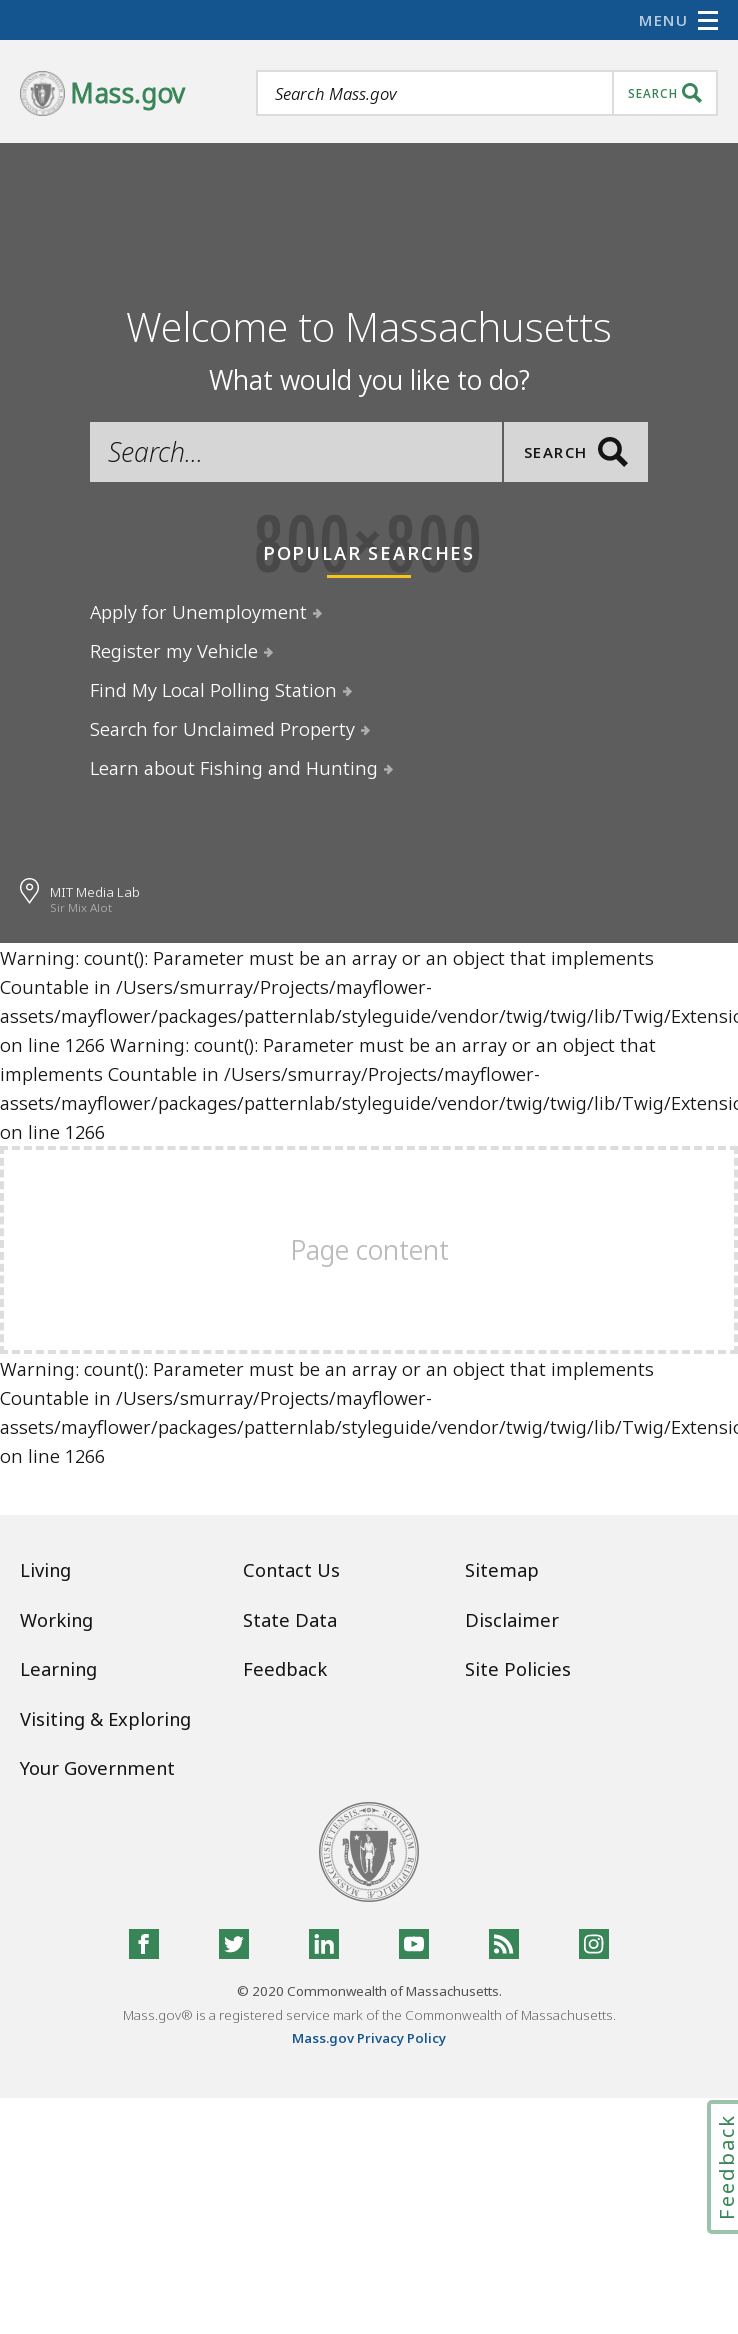 MENU
Mass.gov
Search Mass.gov
SEARCH
Welcome to Massachusetts
What would you like to do?
Search...
SEARCH
800×800
POPULAR SEARCHES
Apply for Unemployment
Register my Vehicle
Find My Local Polling Station
Search for Unclaimed Property
Learn about Fishing and Hunting
MIT Media Lab
Sir Mix Alot
Warning: count(): Parameter must be an array or an object that implements
Countable in /Users/smurray/Projects/mayflower-
assets/mayflower/packages/patternlab/styleguide/vendor/twig/twig/lib/Twig/Extensio
on line 1266 Warning: count(): Parameter must be an array or an object that
implements Countable in /Users/smurray/Projects/mayflower-
assets/mayflower/packages/patternlab/styleguide/vendor/twig/twig/lib/Twig/Extensio
on line 1266
Page content
Warning: count(): Parameter must be an array or an object that implements
Countable in /Users/smurray/Projects/mayflower-
assets/mayflower/packages/patternlab/styleguide/vendor/twig/twig/lib/Twig/Extensio
on line 1266
Living
Working
Learning
Visiting & Exploring
Your Government
Contact Us
State Data
Feedback
Sitemap
Disclaimer
Site Policies
© 2020 Commonwealth of Massachusetts.
Mass.gov® is a registered service mark of the Commonwealth of Massachusetts.
Mass.gov Privacy Policy
Feedback